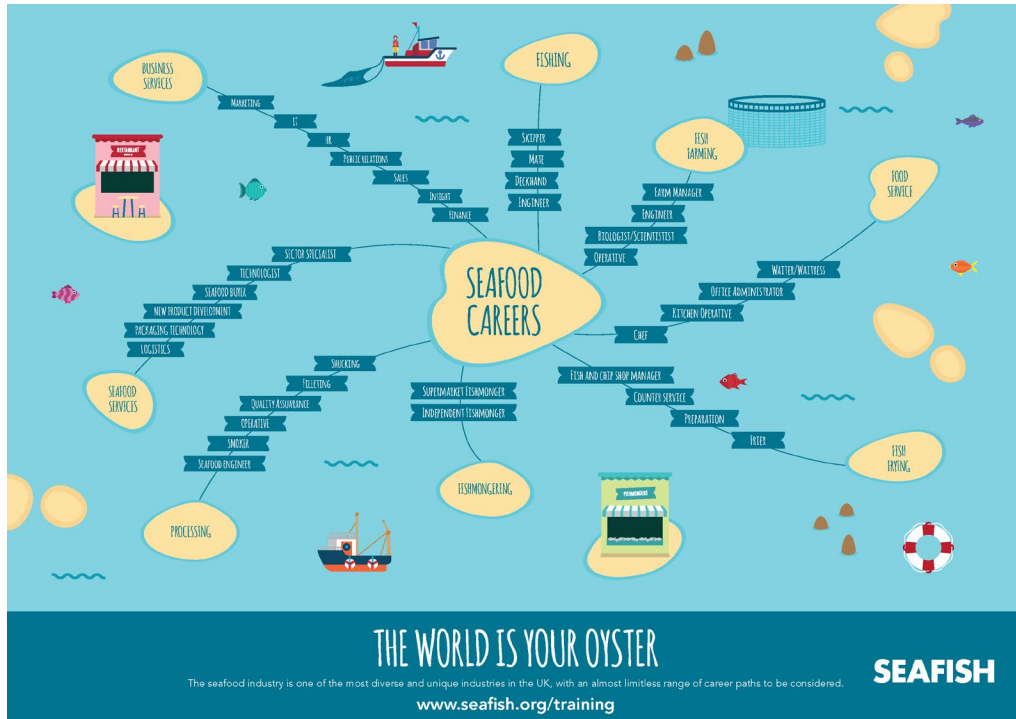 BUSINESS
SERVICES
MARKETING
IT
HR
PUBLIC RELATIONS
SALES
INSIGHT
FINANCE
FISHING
SKIPPER
MATE
DECKHAND
ENGINEER
FISH
FARMING
FARM MANAGER
ENGINEER
BIOLOGIST/SCIENTISTIST
OPERATIVE
FOOD
SERVICE
WAITER/WAITRESS
OFFICE ADMINISTRATOR
KITCHEN OPERATIVE
CHEF
RESTAURANT
SEAFOOD
CAREERS
SECTOR SPECIALIST
TECHNOLOGIST
SEAFOOD BUYER
NEW PRODUCT DEVELOPMENT
PACKAGING TECHNOLOGY
LOGISTICS
SEAFOOD
SERVICES
SHUCKING
FILLETING
QUALITY ASSUARANCE
OPERATIVE
SMOKER
SEAFOOD ENGINEER
PROCESSING
SUPERMARKET FISHMONGER
INDEPENDENT FISHMONGER
FISHMONGERING
FISH AND CHIP SHOP MANAGER
COUNTER SERVICE
PREPARATION
FRIER
FISH
FRYING
FISHMONGERS
THE WORLD IS YOUR OYSTER
The seafood industry is one of the most diverse and unique industries in the UK, with an almost limitless range of career paths to be considered.
www.seafish.org/training
SEAFISH